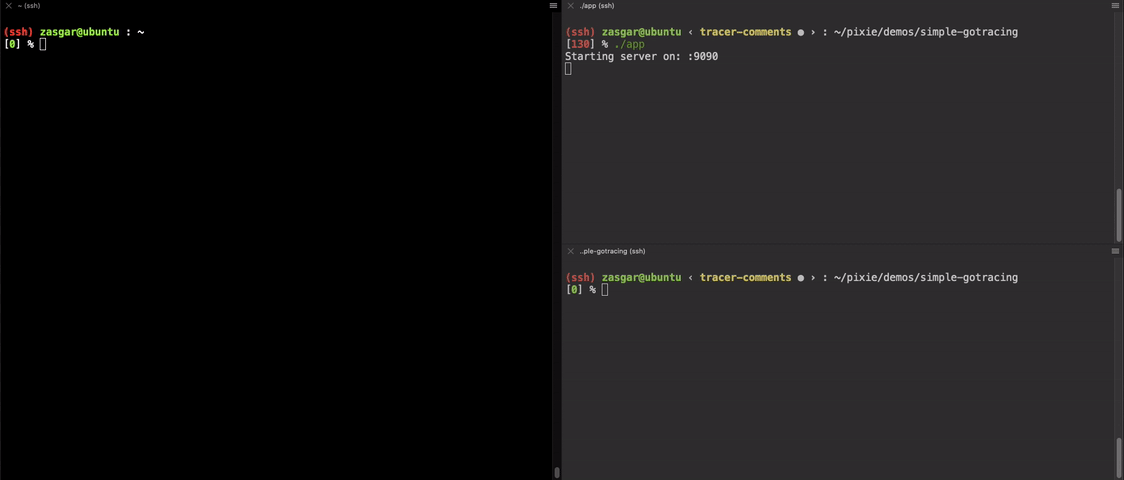 ~ (ssh)
(ssh) zasgar@ubuntu : ~
[0] %
./app (ssh)
(ssh) zasgar@ubuntu ‹ tracer-comments ● › : ~/pixie/demos/simple-gotracing
[130] % ./app
Starting server on: :9090
..ple-gotracing (ssh)
(ssh) zasgar@ubuntu ‹ tracer-comments ● › : ~/pixie/demos/simple-gotracing
[0] %